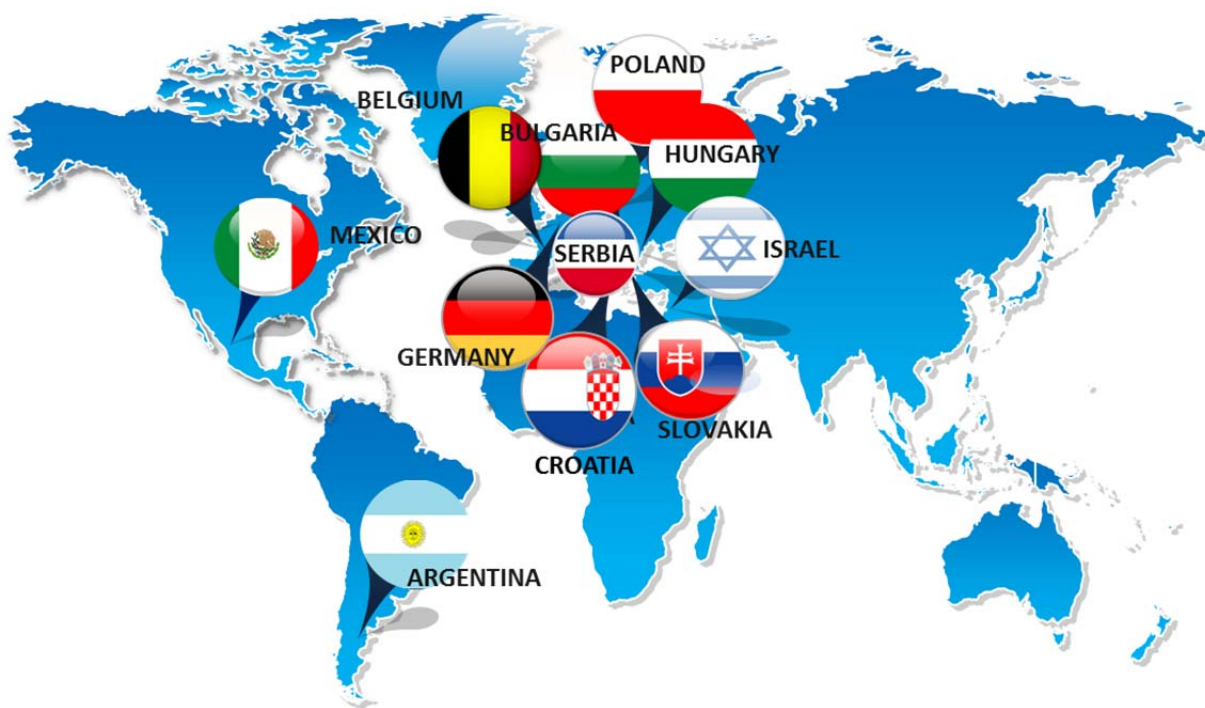 POLAND
BELGIUM
BULGARIA
HUNGARY
MEXICO
SERBIA
ISRAEL
GERMANY
SLOVAKIA
CROATIA
ARGENTINA